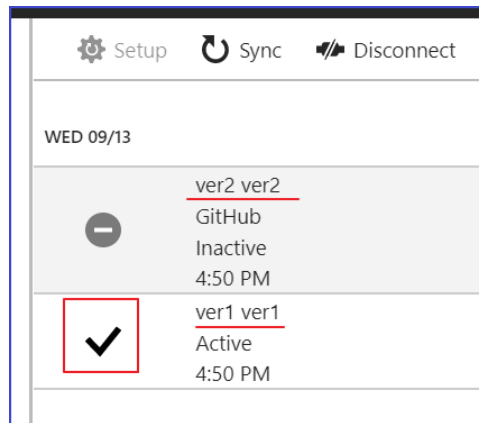 Setup Sync Disconnect
WED 09/13
ver2 ver2
GitHub
Inactive
4:50 PM
ver1 ver1
Active
4:50 PM